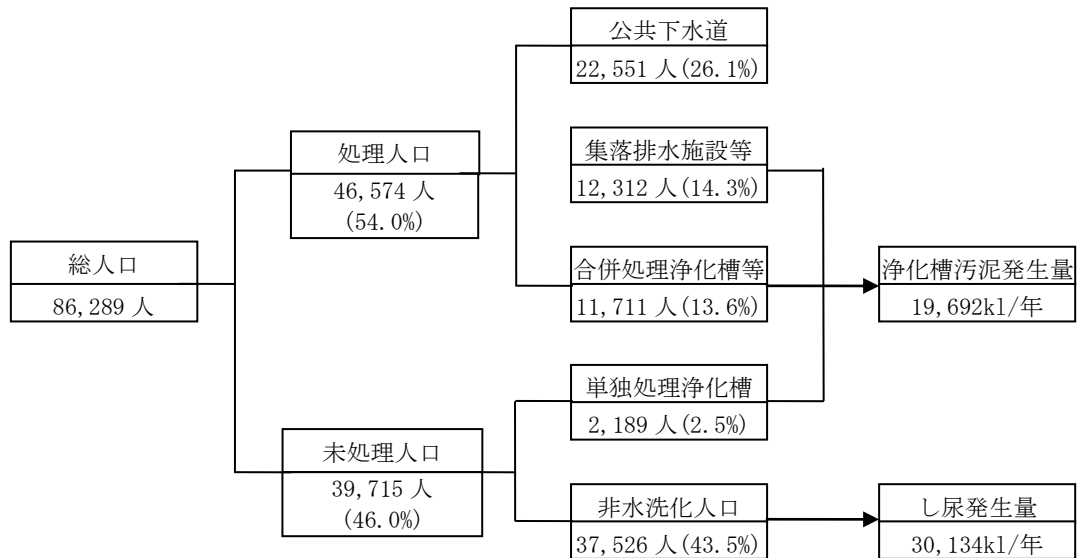 総人口
86,289 人
処理人口
46,574 人
(54.0%)
未処理人口
39,715 人
(46.0%)
公共下水道
22,551 人(26.1%)
集落排水施設等
12,312 人(14.3%)
合併処理浄化槽等
11,711 人(13.6%)
単独処理浄化槽
2,189 人(2.5%)
非水洗化人口
37,526 人(43.5%)
浄化槽汚泥発生量
19,692kl/年
し尿発生量
30,134kl/年